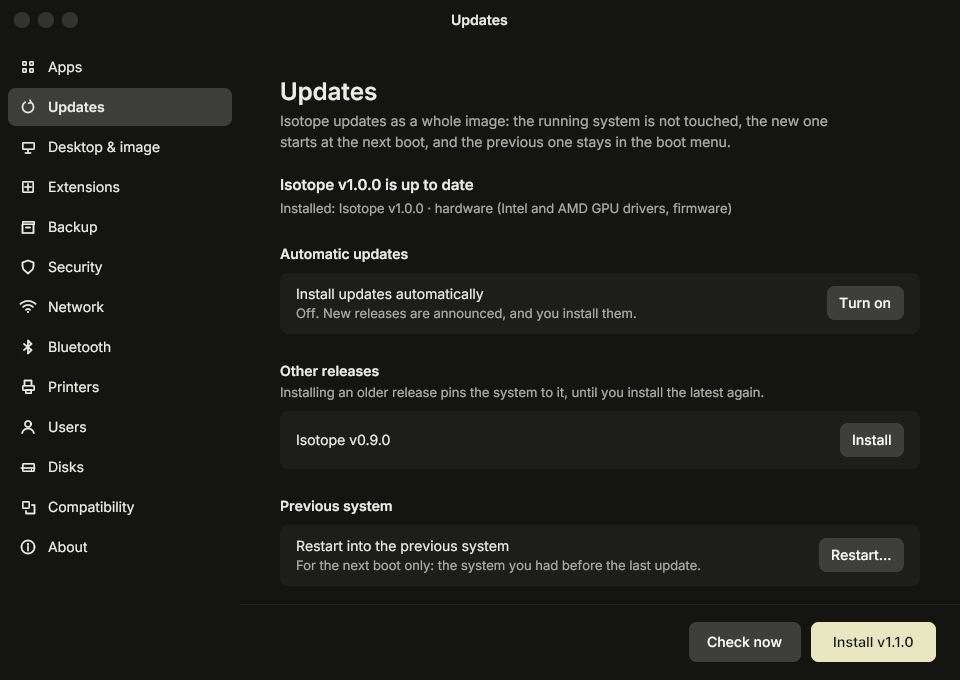 Updates
Apps
Updates
Desktop & image
Extensions
Backup
Security
Network
Bluetooth
Printers
Users
Disks
Compatibility
About
Updates
Isotope updates as a whole image: the running system is not touched, the new one
starts at the next boot, and the previous one stays in the boot menu.
Isotope v1.0.0 is up to date
Installed: Isotope v1.0.0 · hardware (Intel and AMD GPU drivers, firmware)
Automatic updates
Install updates automatically
Off. New releases are announced, and you install them.
Turn on
Other releases
Installing an older release pins the system to it, until you install the latest again.
Isotope v0.9.0
Install
Previous system
Restart into the previous system
For the next boot only: the system you had before the last update.
Restart...
Check now
Install v1.1.0